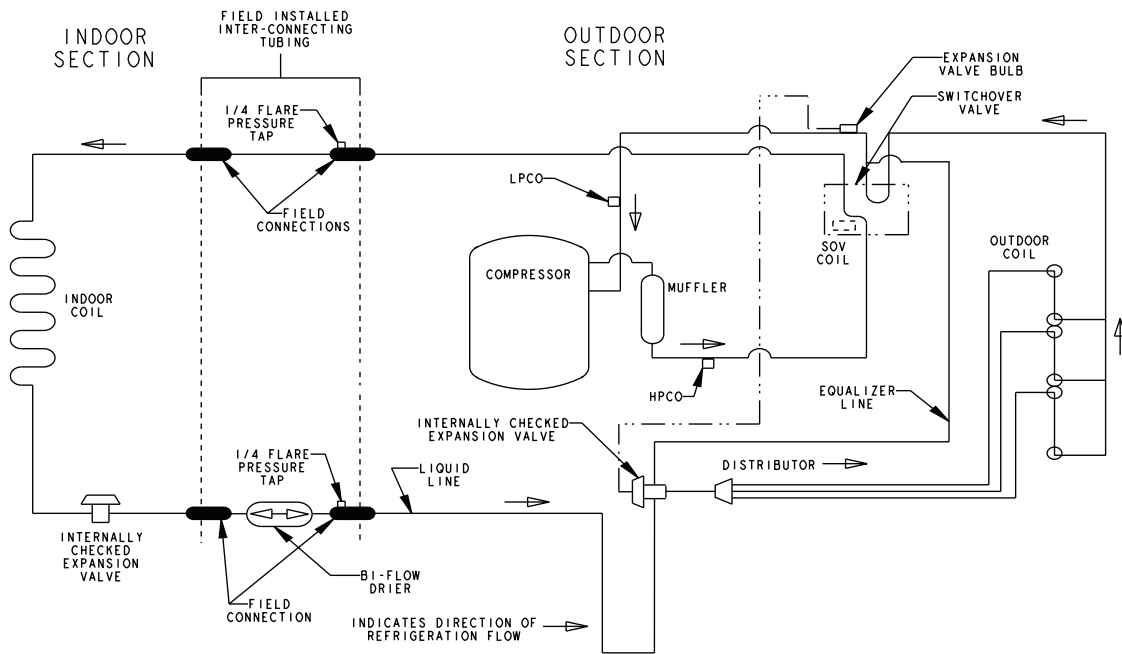 INDOOR
SECTION
FIELD INSTALLED
INTER-CONNECTING
TUBING
OUTDOOR
SECTION
EXPANSION
VALVE BULB
SWITCHOVER
VALVE
1/4 FLARE
PRESSURE
TAP
LPCO
FIELD
CONNECTIONS
SOV
COIL
OUTDOOR
COIL
COMPRESSOR
MUFFLER
INDOOR
COIL
HPCO
EQUALIZER
LINE
INTERNALLY CHECKED
EXPANSION VALVE
1/4 FLARE
PRESSURE
TAP
LIQUID
LINE
DISTRIBUTOR
INTERNALLY
CHECKED
EXPANSION
VALVE
BI-FLOW
DRIER
FIELD
CONNECTION
INDICATES DIRECTION OF
REFRIGERATION FLOW